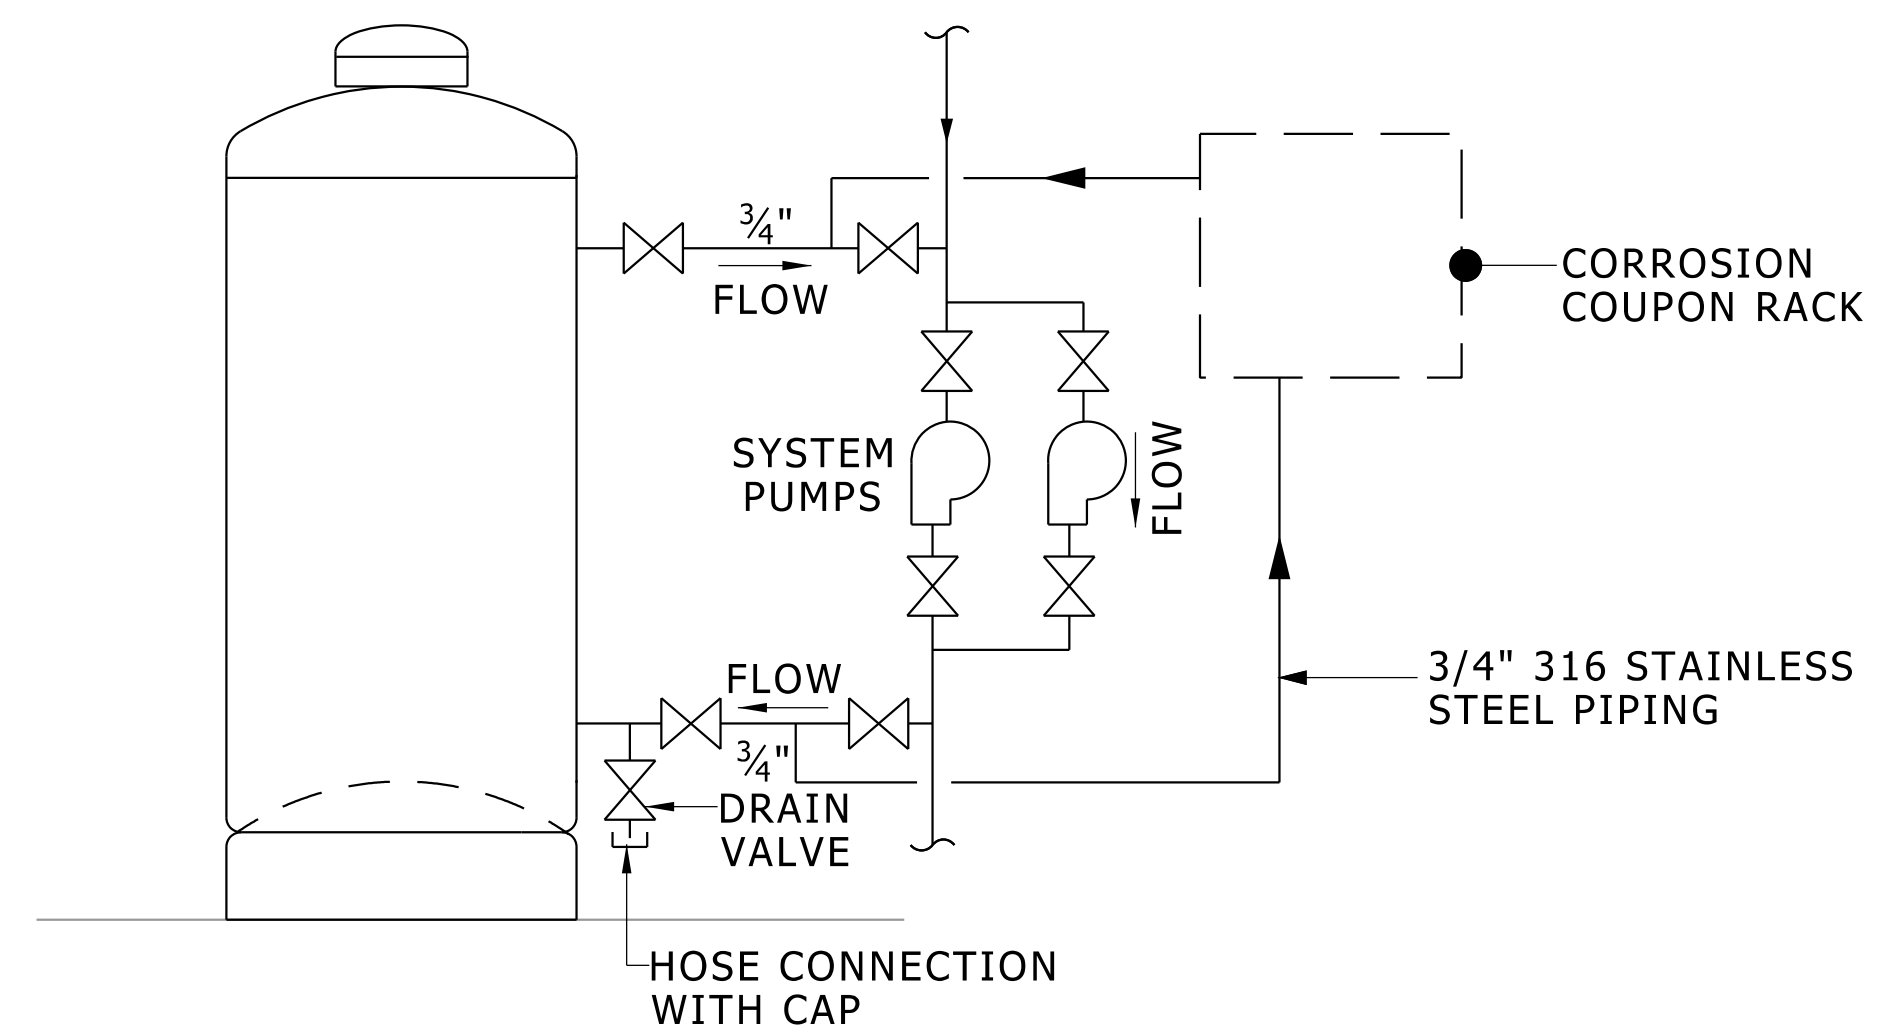 ¾"
FLOW
CORROSION
COUPON RACK
SYSTEM
PUMPS
FLOW
FLOW
¾"
3/4" 316 STAINLESS
STEEL PIPING
DRAIN
VALVE
HOSE CONNECTION
WITH CAP